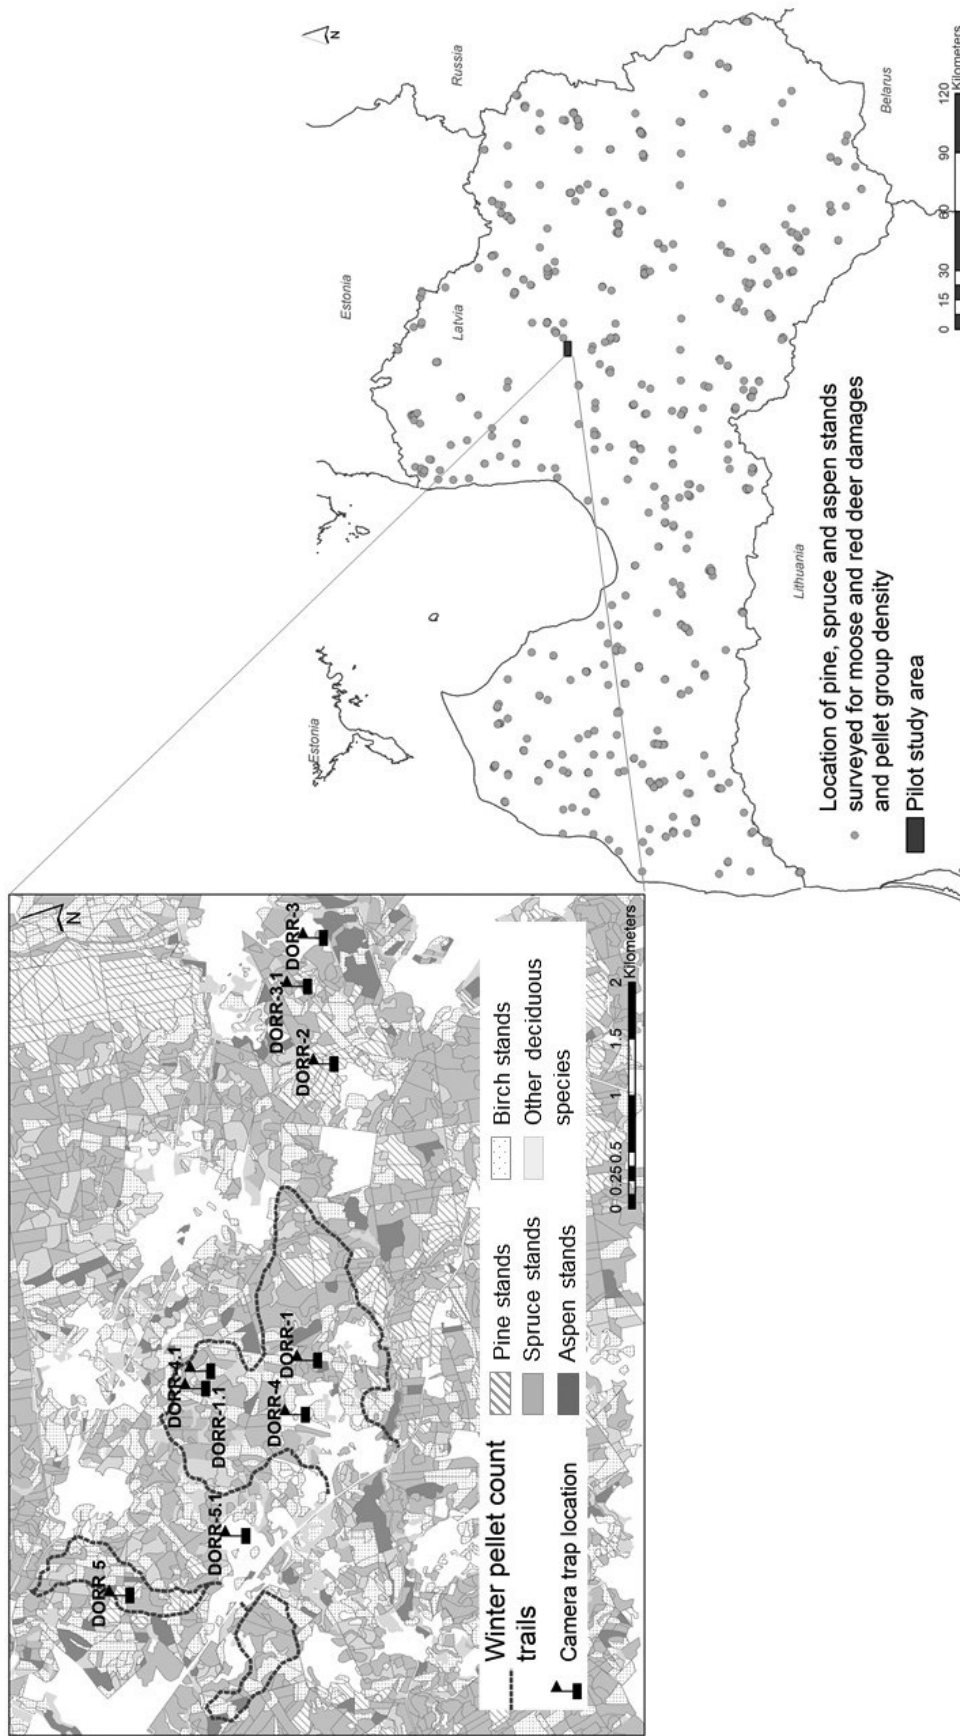 N
DORR 5
DORR-5.1
DORR-4.1
DORR-1.1
DORR-4
DORR-1
DORR-2
DORR-3.1
DORR-3
Winter pellet count
trails
Camera trap location
Pine stands
Spruce stands
Aspen stands
Birch stands
Other deciduous
species
0 0.25 0.5 1 1.5 2
Kilometers
N
Estonia
Estonia
Latvia
Russia
Belarus
Lithuania
Location of pine, spruce and aspen stands
surveyed for moose and red deer damages
and pellet group density
Pilot study area
0 15 30 60 90 120
Kilometers